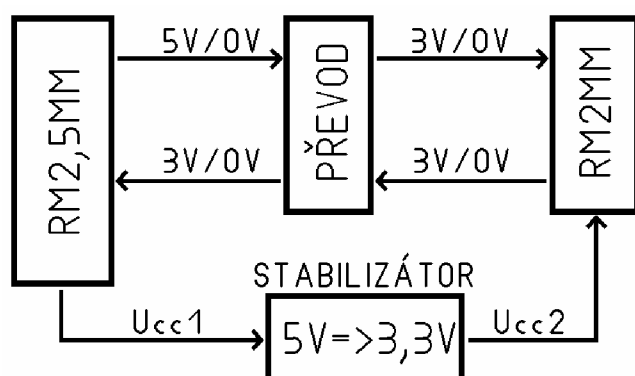 5V/0V
3V/0V
RM2,5MM
PŘEVOD
RM2MM
3V/0V
3V/0V
STABILIZÁTOR
Ucc1
5V=>3,3V
Ucc2